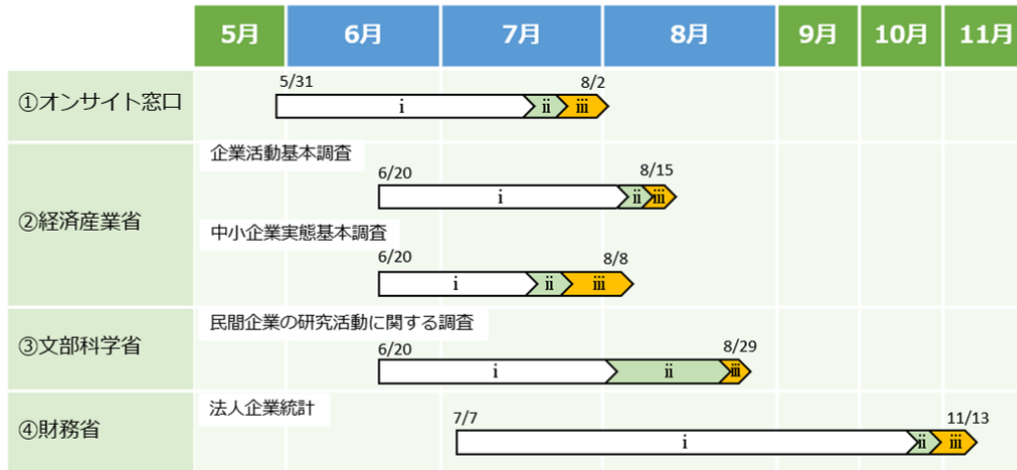 5月 6月 7月 8月 9月 10月 11月
①オンサイト窓口
5/31 8/2
ⅰ ⅱ ⅲ
②経済産業省
企業活動基本調査
6/20 8/15
ⅰ ⅱ ⅲ
中小企業実態基本調査
6/20 8/8
ⅰ ⅱ ⅲ
③文部科学省
民間企業の研究活動に関する調査
6/20 8/29
ⅰ ⅱ ⅲ
④財務省
法人企業統計
7/7 11/13
ⅰ ⅱ ⅲ